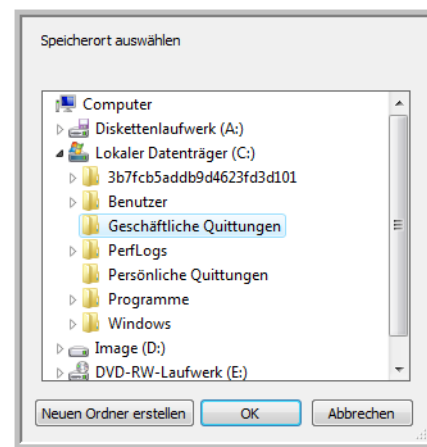 Speicherort auswählen
Computer
Diskettenlaufwerk (A:)
Lokaler Datenträger (C:)
3b7fcb5addb9d4623fd3d101
Benutzer
Geschäftliche Quittungen
PerfLogs
Persönliche Quittungen
Programme
Windows
Image (D:)
DVD-RW-Laufwerk (E:)
Neuen Ordner erstellen OK Abbrechen